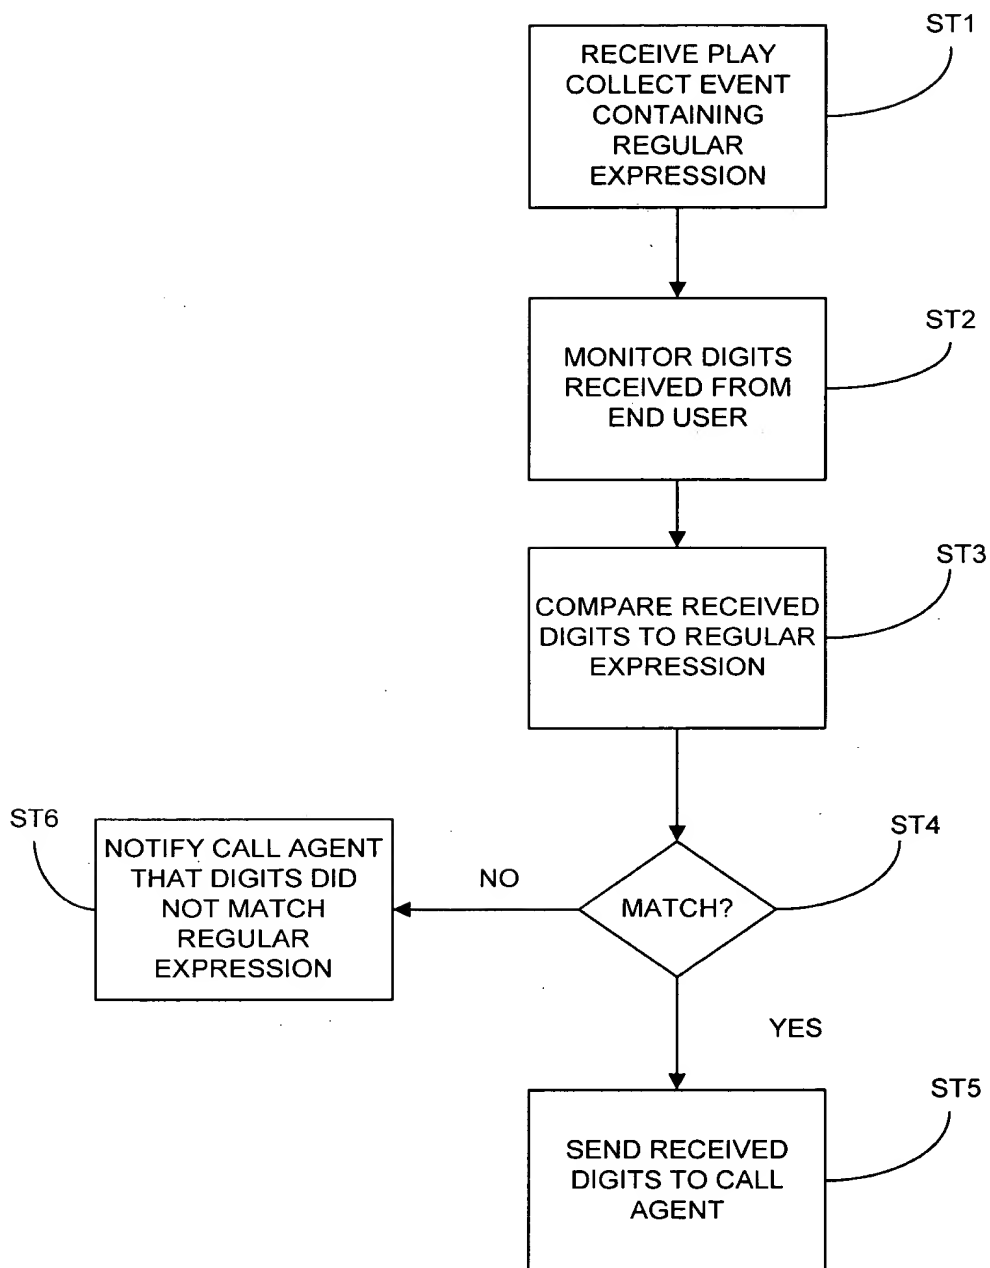 ST1
RECEIVE PLAY
COLLECT EVENT
CONTAINING
REGULAR
EXPRESSION
ST2
MONITOR DIGITS
RECEIVED FROM
END USER
ST3
COMPARE RECEIVED
DIGITS TO REGULAR
EXPRESSION
ST6
NOTIFY CALL AGENT
THAT DIGITS DID
NOT MATCH
REGULAR
EXPRESSION
NO
MATCH?
ST4
YES
ST5
SEND RECEIVED
DIGITS TO CALL
AGENT